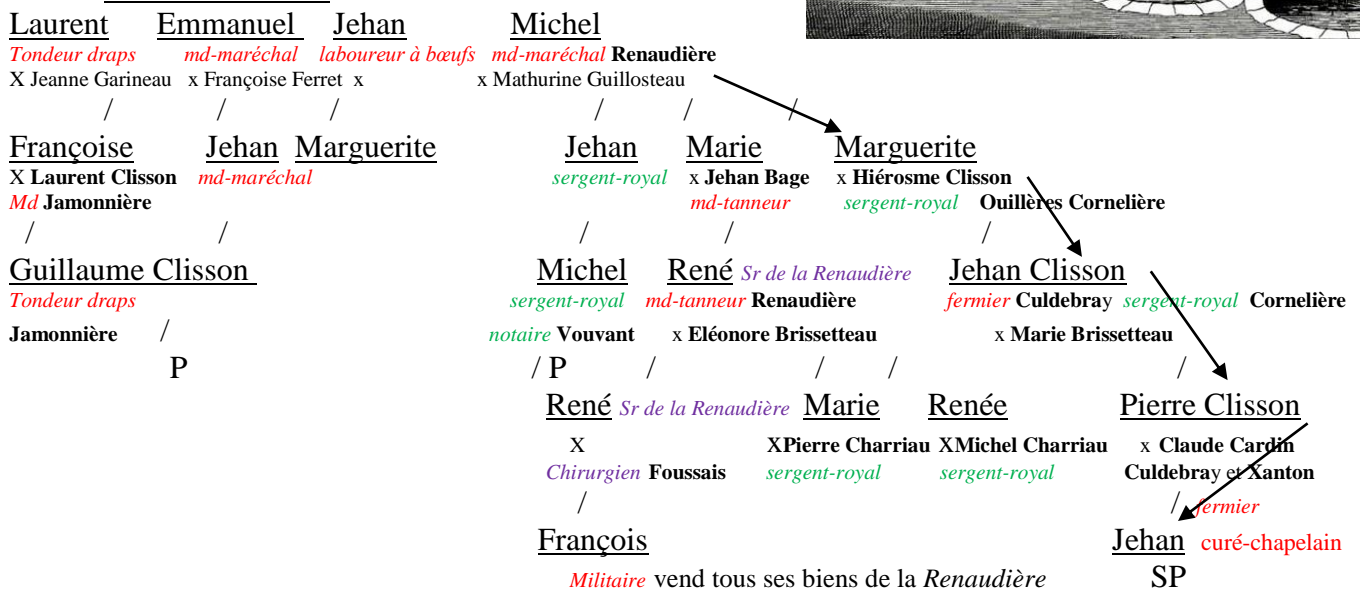 Laurent Emmanuel Jehan Michel
Tondeur draps md-maréchal laboureur à bœufs md-maréchal Renaudière
X Jeanne Garineau x Françoise Ferret x x Mathurine Guillosteau
/ / / / / /
Françoise Jehan Marguerite Jehan Marie Marguerite
X Laurent Clisson md-maréchal sergent-royal x Jehan Bage x Hiérosme Clisson
Md Jamonnière md-tanneur sergent-royal Ouillères Cornelière
/ / / / /
Guillaume Clisson Michel René Sr de la Renaudière Jehan Clisson
Tondeur draps sergent-royal md-tanneur Renaudière fermier Culdebray sergent-royal Cornelière
Jamonnière / notaire Vouvant x Eléonore Brissetteau x Marie Brissetteau
P / P / / / /
René Sr de la Renaudière Marie Renée Pierre Clisson
X XPierre Charriau XMichel Charriau x Claude Cardin
Chirurgien Foussais sergent-royal sergent-royal Culdebray et Xanton
/ / fermier
François Jehan curé-chapelain
Militaire vend tous ses biens de la Renaudière SP